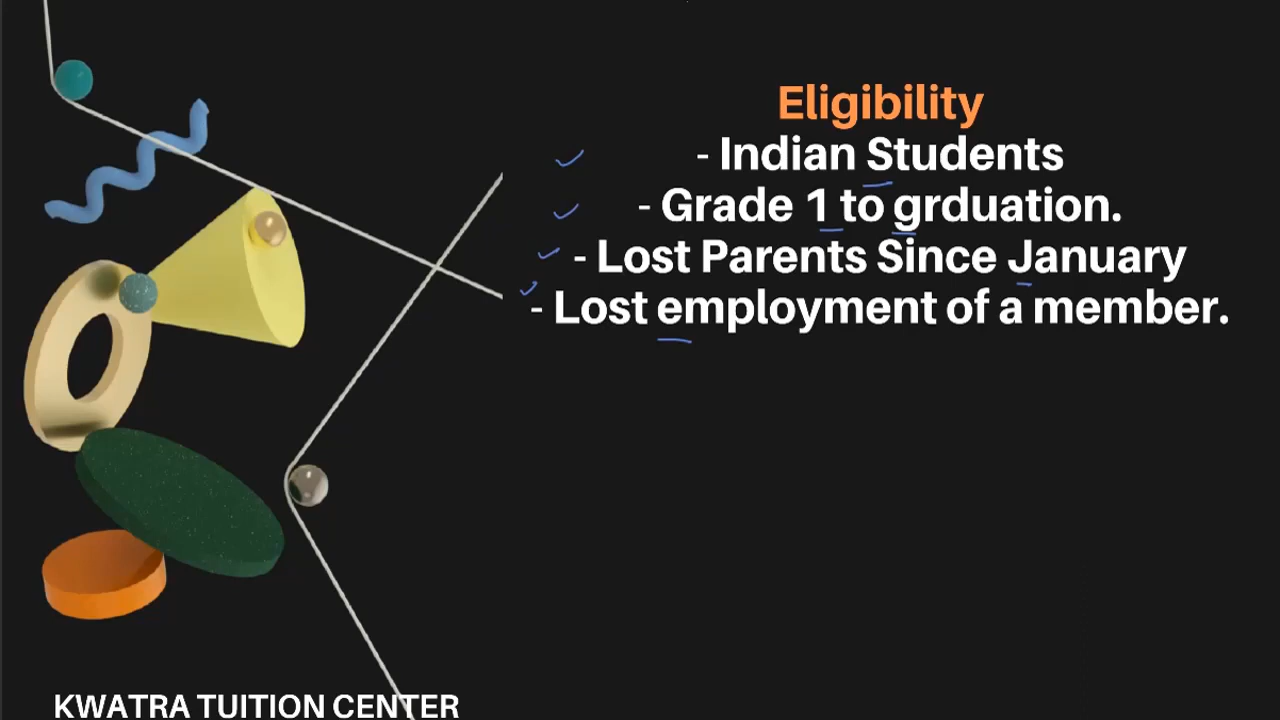 Eligibility
- Indian Students
- Grade 1 to grduation.
- Lost Parents Since January
- Lost employment of a member.
KWATRA TUITION CENTER